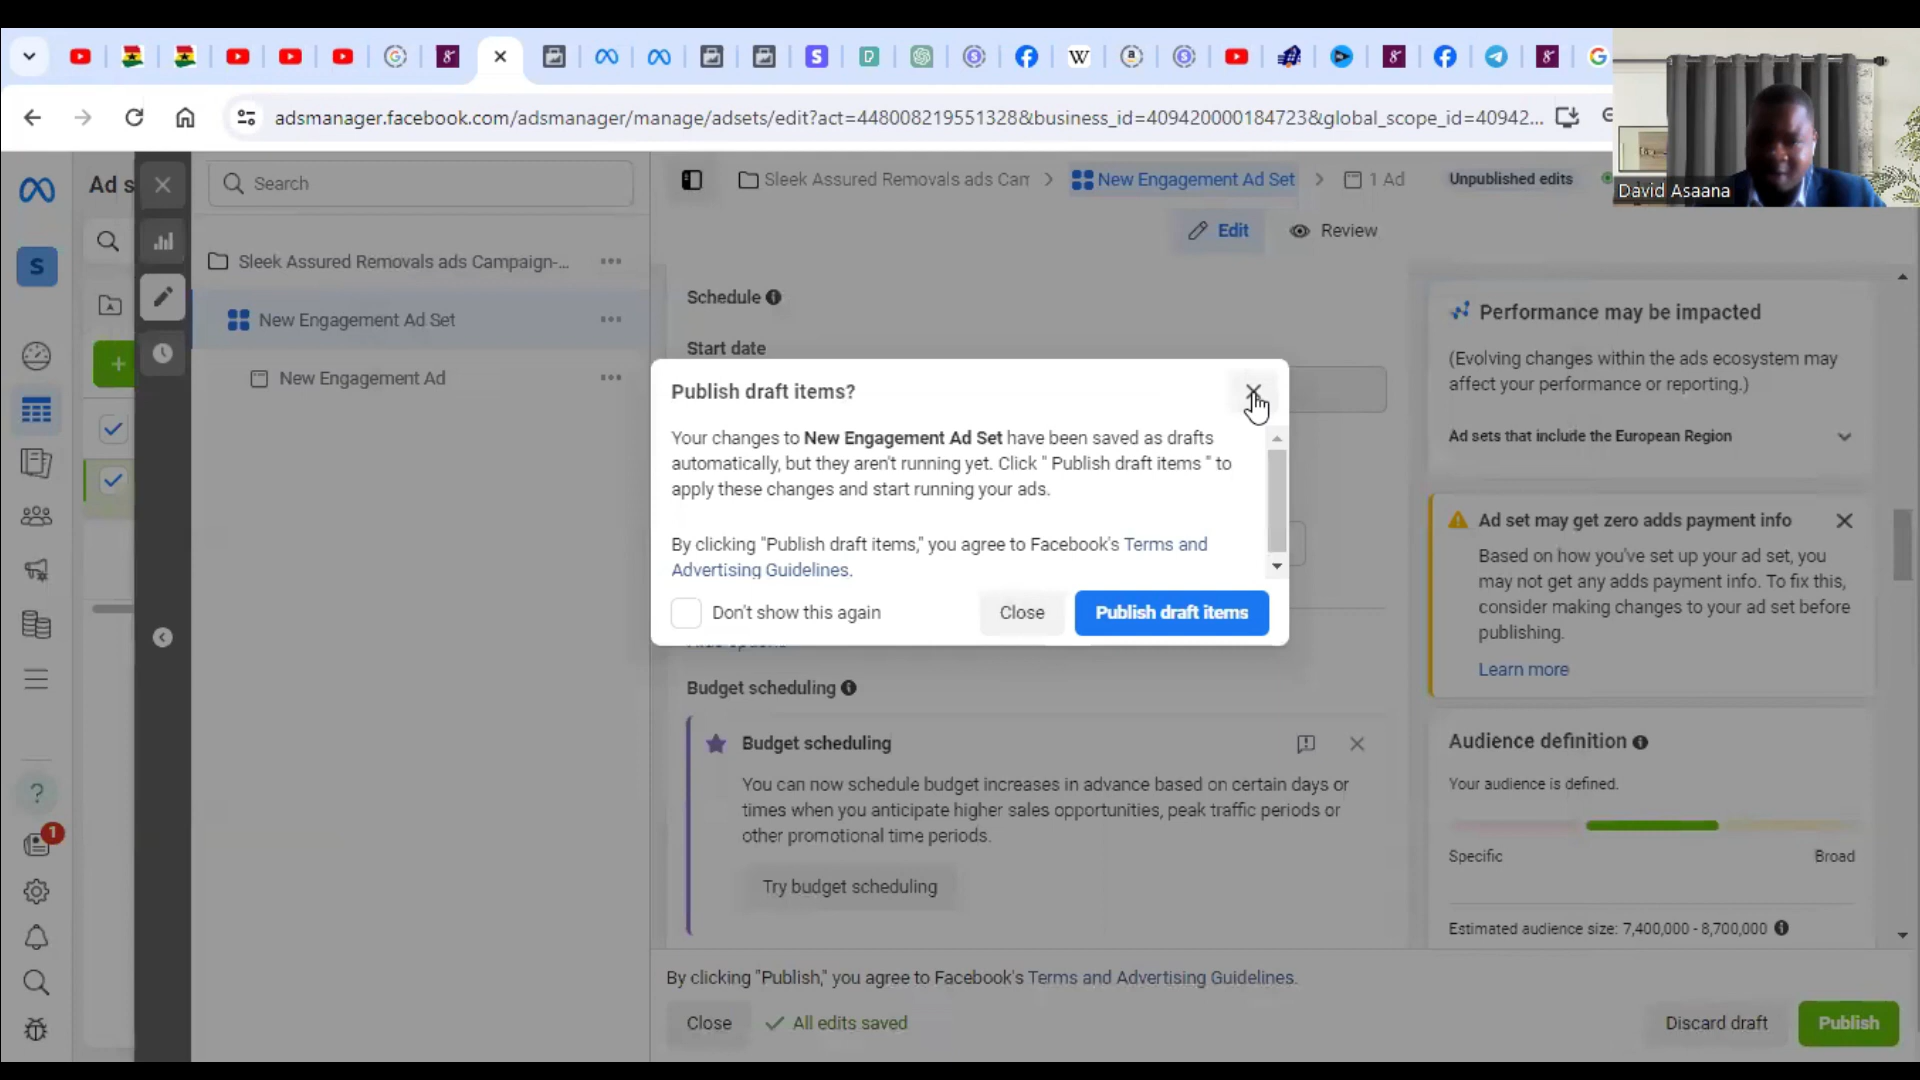 adsmanager.facebook.com/adsmanager/manage/adsets/edit?act=448008219551328&business_id=409420000184723&global_scope_id=40942...
David Asaana
Ad s
Search
Sleek Assured Removals ads Can
New Engagement Ad Set
1 Ad
Unpublished edits
Edit
Review
S
Sleek Assured Removals ads Campaign-...
New Engagement Ad Set
New Engagement Ad
Schedule
Start date
Publish draft items?
Your changes to New Engagement Ad Set have been saved as drafts
automatically, but they aren't running yet. Click " Publish draft items " to
apply these changes and start running your ads.
By clicking "Publish draft items," you agree to Facebook's Terms and
Advertising Guidelines.
Don't show this again
Close
Publish draft items
Budget scheduling
Budget scheduling
You can now schedule budget increases in advance based on certain days or
times when you anticipate higher sales opportunities, peak traffic periods or
other promotional time periods.
Try budget scheduling
Performance may be impacted
(Evolving changes within the ads ecosystem may
affect your performance or reporting.)
Ad sets that include the European Region
Ad set may get zero adds payment info
Based on how you've set up your ad set, you
may not get any adds payment info. To fix this,
consider making changes to your ad set before
publishing.
Learn more
Audience definition
Your audience is defined.
Specific
Broad
Estimated audience size: 7,400,000 - 8,700,000
1
By clicking "Publish," you agree to Facebook's Terms and Advertising Guidelines.
Close
All edits saved
Discard draft
Publish